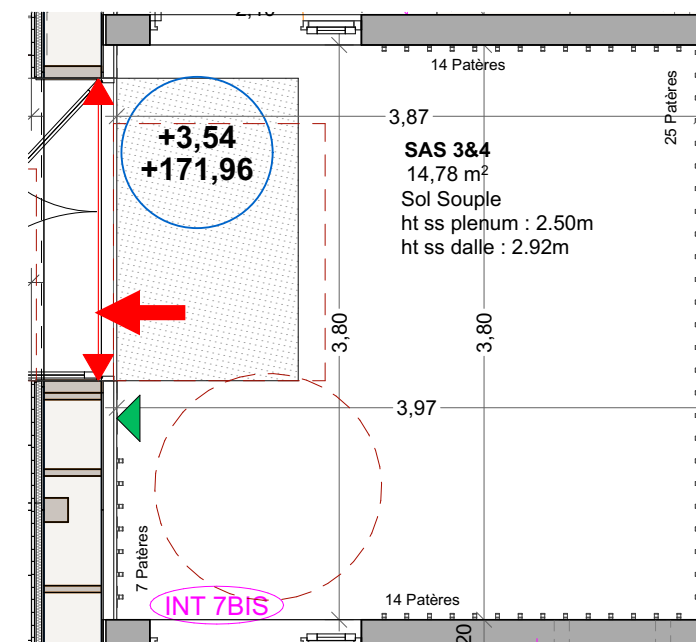 14 Patères
25 Patères
3,87
+3,54
+171,96
SAS 3&4
14,78 m²
Sol Souple
ht ss plenum : 2.50m
ht ss dalle : 2.92m
3,80
3,80
3,97
7 Patères
INT 7BIS
14 Patères
20